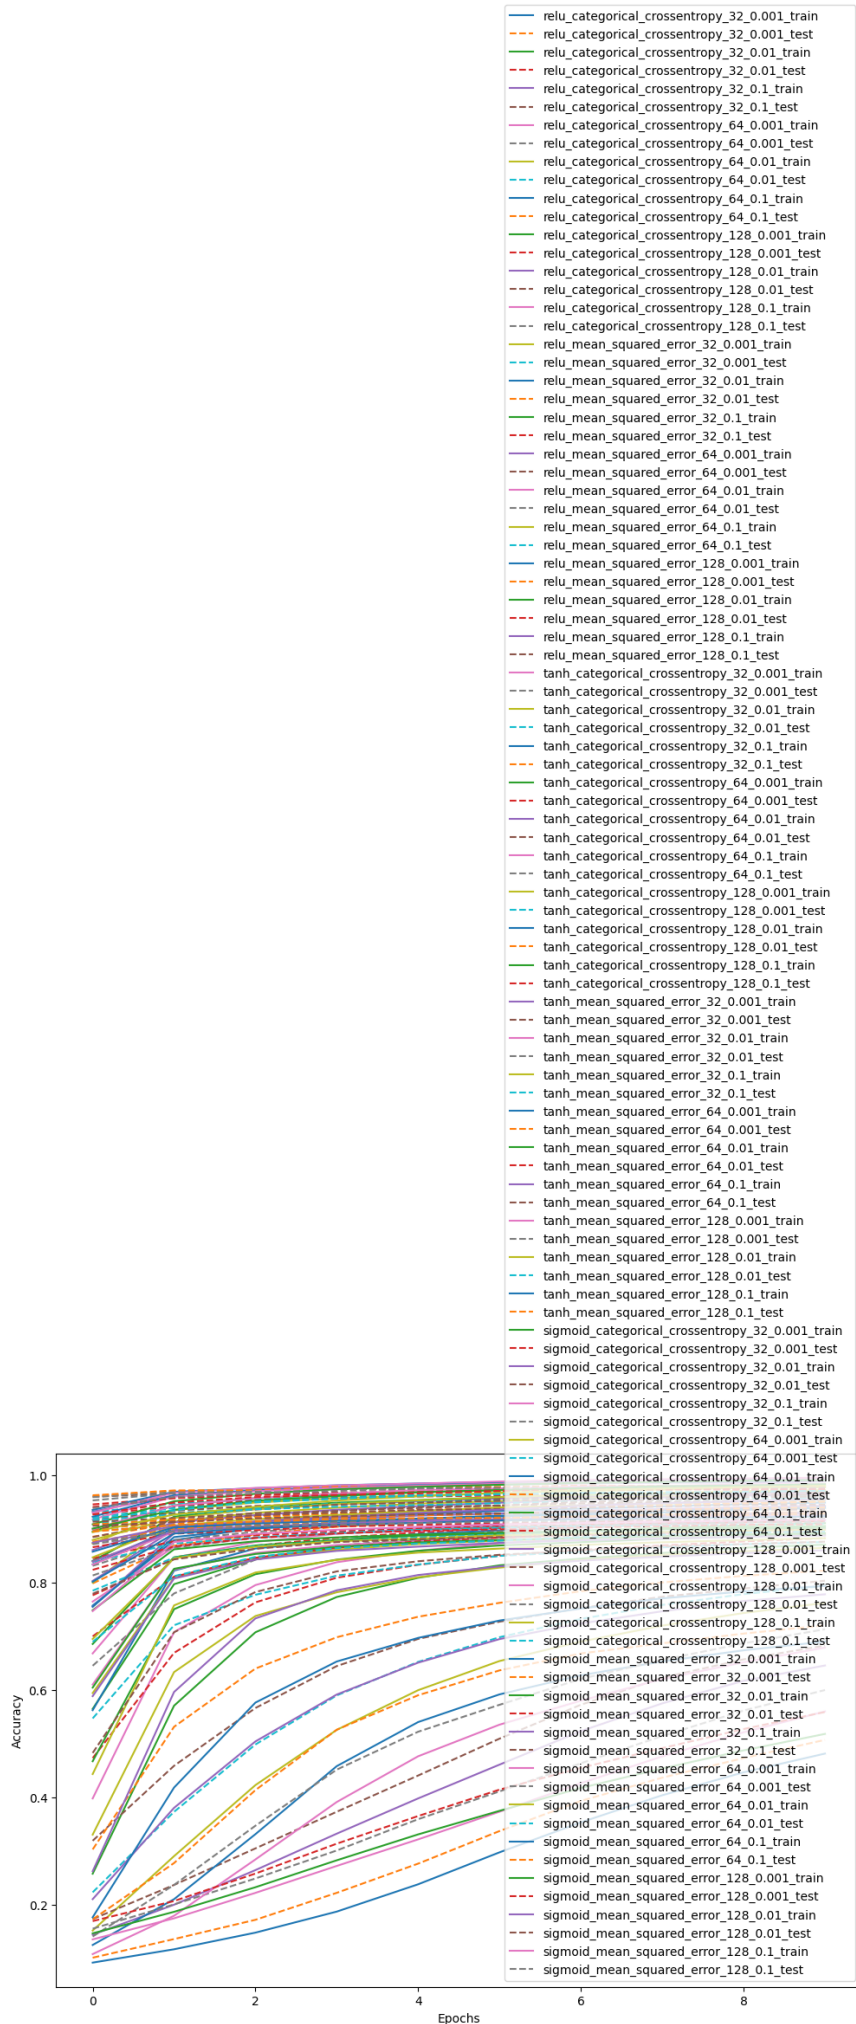 relu_categorical_crossentropy_32_0.001_train
relu_categorical_crossentropy_32_0.001_test
relu_categorical_crossentropy_32_0.01_train
relu_categorical_crossentropy_32_0.01_test
relu_categorical_crossentropy_32_0.1_train
relu_categorical_crossentropy_32_0.1_test
relu_categorical_crossentropy_64_0.001_train
relu_categorical_crossentropy_64_0.001_test
relu_categorical_crossentropy_64_0.01_train
relu_categorical_crossentropy_64_0.01_test
relu_categorical_crossentropy_64_0.1_train
relu_categorical_crossentropy_64_0.1_test
relu_categorical_crossentropy_128_0.001_train
relu_categorical_crossentropy_128_0.001_test
relu_categorical_crossentropy_128_0.01_train
relu_categorical_crossentropy_128_0.01_test
relu_categorical_crossentropy_128_0.1_train
relu_categorical_crossentropy_128_0.1_test
relu_mean_squared_error_32_0.001_train
relu_mean_squared_error_32_0.001_test
relu_mean_squared_error_32_0.01_train
relu_mean_squared_error_32_0.01_test
relu_mean_squared_error_32_0.1_train
relu_mean_squared_error_32_0.1_test
relu_mean_squared_error_64_0.001_train
relu_mean_squared_error_64_0.001_test
relu_mean_squared_error_64_0.01_train
relu_mean_squared_error_64_0.01_test
relu_mean_squared_error_64_0.1_train
relu_mean_squared_error_64_0.1_test
relu_mean_squared_error_128_0.001_train
relu_mean_squared_error_128_0.001_test
relu_mean_squared_error_128_0.01_train
relu_mean_squared_error_128_0.01_test
relu_mean_squared_error_128_0.1_train
relu_mean_squared_error_128_0.1_test
tanh_categorical_crossentropy_32_0.001_train
tanh_categorical_crossentropy_32_0.001_test
tanh_categorical_crossentropy_32_0.01_train
tanh_categorical_crossentropy_32_0.01_test
tanh_categorical_crossentropy_32_0.1_train
tanh_categorical_crossentropy_32_0.1_test
tanh_categorical_crossentropy_64_0.001_train
tanh_categorical_crossentropy_64_0.001_test
tanh_categorical_crossentropy_64_0.01_train
tanh_categorical_crossentropy_64_0.01_test
tanh_categorical_crossentropy_64_0.1_train
tanh_categorical_crossentropy_64_0.1_test
tanh_categorical_crossentropy_128_0.001_train
tanh_categorical_crossentropy_128_0.001_test
tanh_categorical_crossentropy_128_0.01_train
tanh_categorical_crossentropy_128_0.01_test
tanh_categorical_crossentropy_128_0.1_train
tanh_categorical_crossentropy_128_0.1_test
tanh_mean_squared_error_32_0.001_train
tanh_mean_squared_error_32_0.001_test
tanh_mean_squared_error_32_0.01_train
tanh_mean_squared_error_32_0.01_test
tanh_mean_squared_error_32_0.1_train
tanh_mean_squared_error_32_0.1_test
tanh_mean_squared_error_64_0.001_train
tanh_mean_squared_error_64_0.001_test
tanh_mean_squared_error_64_0.01_train
tanh_mean_squared_error_64_0.01_test
tanh_mean_squared_error_64_0.1_train
tanh_mean_squared_error_64_0.1_test
tanh_mean_squared_error_128_0.001_train
tanh_mean_squared_error_128_0.001_test
tanh_mean_squared_error_128_0.01_train
tanh_mean_squared_error_128_0.01_test
tanh_mean_squared_error_128_0.1_train
tanh_mean_squared_error_128_0.1_test
sigmoid_categorical_crossentropy_32_0.001_train
sigmoid_categorical_crossentropy_32_0.001_test
sigmoid_categorical_crossentropy_32_0.01_train
sigmoid_categorical_crossentropy_32_0.01_test
sigmoid_categorical_crossentropy_32_0.1_train
sigmoid_categorical_crossentropy_32_0.1_test
sigmoid_categorical_crossentropy_64_0.001_train
sigmoid_categorical_crossentropy_64_0.001_test
sigmoid_categorical_crossentropy_64_0.01_train
sigmoid_categorical_crossentropy_64_0.01_test
sigmoid_categorical_crossentropy_64_0.1_train
sigmoid_categorical_crossentropy_64_0.1_test
sigmoid_categorical_crossentropy_128_0.001_train
sigmoid_categorical_crossentropy_128_0.001_test
sigmoid_categorical_crossentropy_128_0.01_train
sigmoid_categorical_crossentropy_128_0.01_test
sigmoid_categorical_crossentropy_128_0.1_train
sigmoid_categorical_crossentropy_128_0.1_test
sigmoid_mean_squared_error_32_0.001_train
sigmoid_mean_squared_error_32_0.001_test
sigmoid_mean_squared_error_32_0.01_train
sigmoid_mean_squared_error_32_0.01_test
sigmoid_mean_squared_error_32_0.1_train
sigmoid_mean_squared_error_32_0.1_test
sigmoid_mean_squared_error_64_0.001_train
sigmoid_mean_squared_error_64_0.001_test
sigmoid_mean_squared_error_64_0.01_train
sigmoid_mean_squared_error_64_0.01_test
sigmoid_mean_squared_error_64_0.1_train
sigmoid_mean_squared_error_64_0.1_test
sigmoid_mean_squared_error_128_0.001_train
sigmoid_mean_squared_error_128_0.001_test
sigmoid_mean_squared_error_128_0.01_train
sigmoid_mean_squared_error_128_0.01_test
sigmoid_mean_squared_error_128_0.1_train
sigmoid_mean_squared_error_128_0.1_test
1.0
0.8
0.6
0.4
0.2
Accuracy
0 2 4 6 8
Epochs